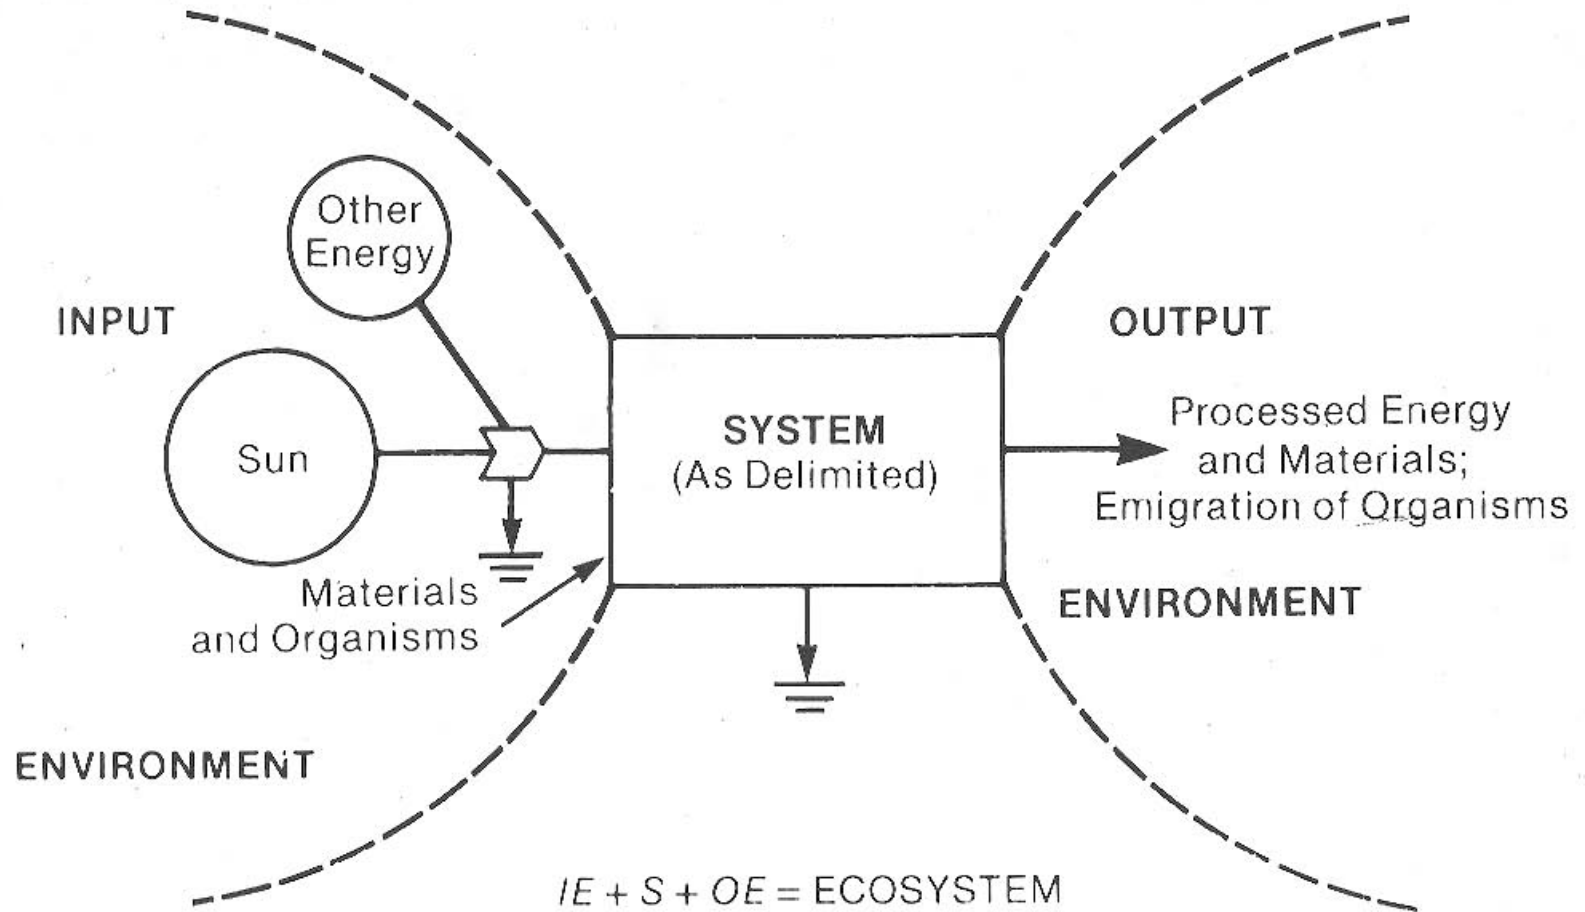 Other
Energy
INPUT
Sun
Materials
and Organisms
ENVIRONMENT
SYSTEM
(As Delimited)
OUTPUT
Processed Energy
and Materials;
Emigration of Organisms
ENVIRONMENT
IE + S + OE = ECOSYSTEM